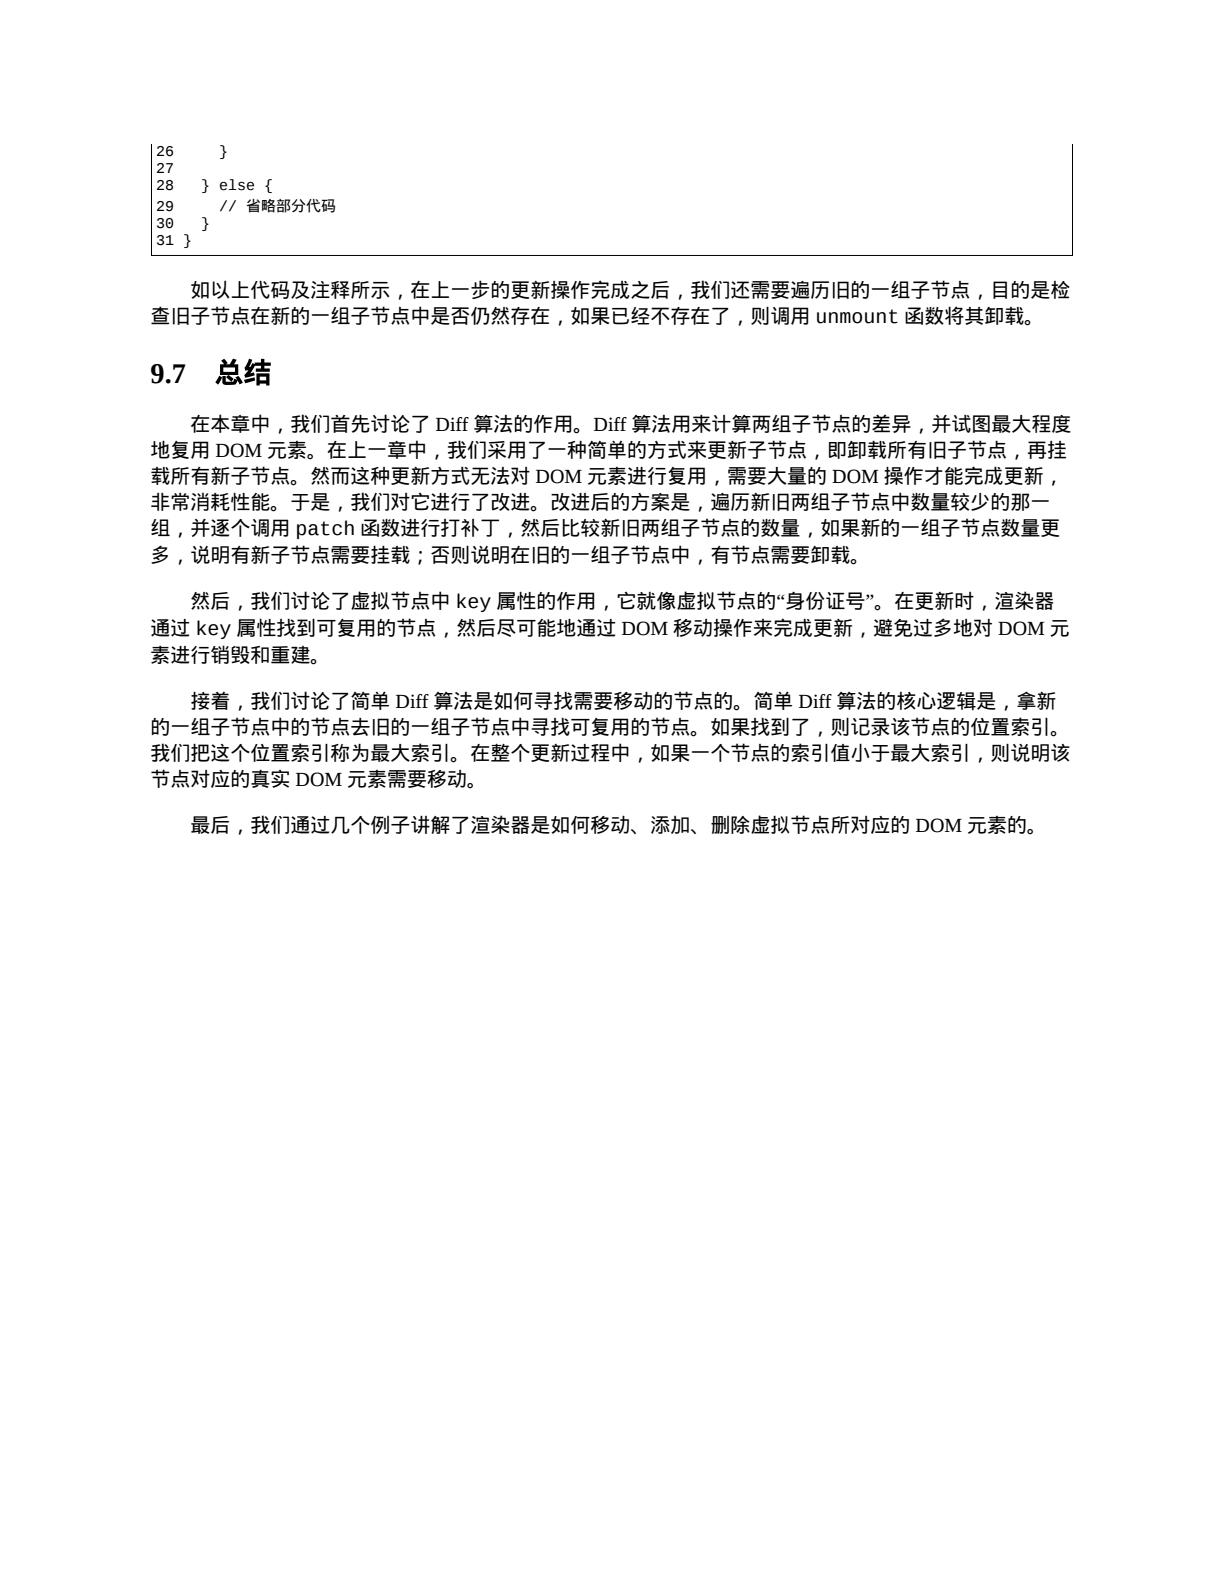 26     }
27
28   } else {
29     // 省略部分代码
30   }
31 }
如以上代码及注释所示，在上一步的更新操作完成之后，我们还需要遍历旧的一组子节点，目的是检
查旧子节点在新的一组子节点中是否仍然存在，如果已经不存在了，则调用 unmount 函数将其卸载。
9.7 总结
在本章中，我们首先讨论了 Diff 算法的作用。Diff 算法用来计算两组子节点的差异，并试图最大程度
地复用 DOM 元素。在上一章中，我们采用了一种简单的方式来更新子节点，即卸载所有旧子节点，再挂
载所有新子节点。然而这种更新方式无法对 DOM 元素进行复用，需要大量的 DOM 操作才能完成更新，
非常消耗性能。于是，我们对它进行了改进。改进后的方案是，遍历新旧两组子节点中数量较少的那一
组，并逐个调用 patch 函数进行打补丁，然后比较新旧两组子节点的数量，如果新的一组子节点数量更
多，说明有新子节点需要挂载；否则说明在旧的一组子节点中，有节点需要卸载。
然后，我们讨论了虚拟节点中 key 属性的作用，它就像虚拟节点的“身份证号”。在更新时，渲染器
通过 key 属性找到可复用的节点，然后尽可能地通过 DOM 移动操作来完成更新，避免过多地对 DOM 元
素进行销毁和重建。
接着，我们讨论了简单 Diff 算法是如何寻找需要移动的节点的。简单 Diff 算法的核心逻辑是，拿新
的一组子节点中的节点去旧的一组子节点中寻找可复用的节点。如果找到了，则记录该节点的位置索引。
我们把这个位置索引称为最大索引。在整个更新过程中，如果一个节点的索引值小于最大索引，则说明该
节点对应的真实 DOM 元素需要移动。
最后，我们通过几个例子讲解了渲染器是如何移动、添加、删除虚拟节点所对应的 DOM 元素的。